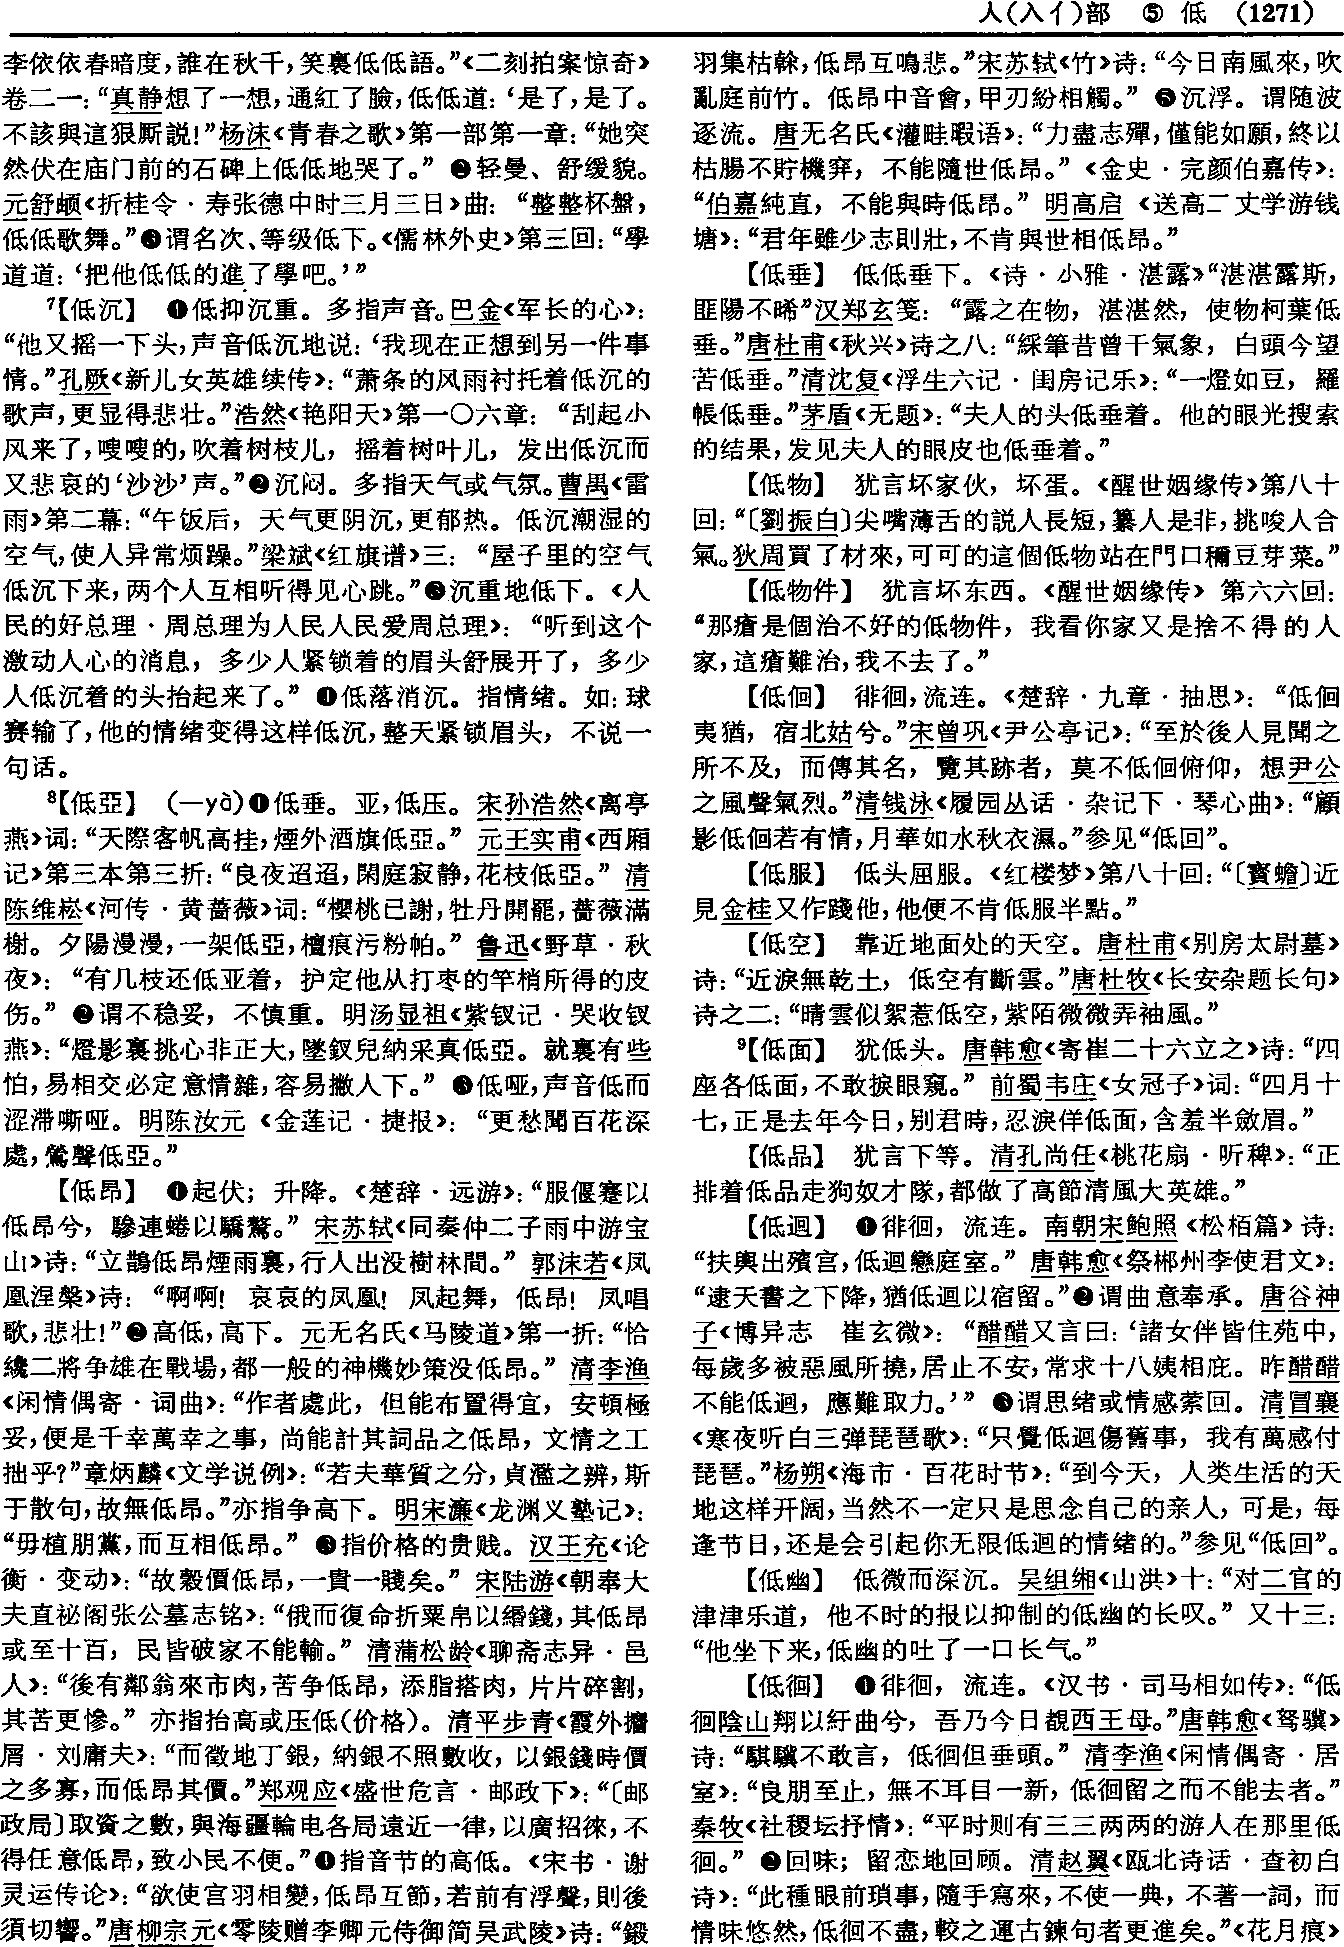 人(入亻)部　⑤ 低　(1271)
李依依春暗度，誰在秋千，笑裏低低語。”《二刻拍案惊奇》
卷二一：“真静想了一想，通紅了臉，低低道：‘是了，是了。
不該與這狠厮説！”杨沫《青春之歌》第一部第一章：“她突
然伏在庙门前的石碑上低低地哭了。”❷轻曼、舒缓貌。
元舒頔《折桂令·寿张德中时三月三日》曲：“整整杯盤，
低低歌舞。”❸谓名次、等级低下。《儒林外史》第三回：“學
道道：‘把他低低的進了學吧。’”
7【低沉】　❶低抑沉重。多指声音。巴金《军长的心》：
“他又摇一下头，声音低沉地说：‘我现在正想到另一件事
情。”孔厥《新儿女英雄续传》：“萧条的风雨衬托着低沉的
歌声，更显得悲壮。”浩然《艳阳天》第一〇六章：“刮起小
风来了，嗖嗖的，吹着树枝儿，摇着树叶儿，发出低沉而
又悲哀的‘沙沙’声。”❷沉闷。多指天气或气氛。曹禺《雷
雨》第二幕：“午饭后，天气更阴沉，更郁热。低沉潮湿的
空气，使人异常烦躁。”梁斌《红旗谱》三：“屋子里的空气
低沉下来，两个人互相听得见心跳。”❸沉重地低下。《人
民的好总理·周总理为人民人民爱周总理》：“听到这个
激动人心的消息，多少人紧锁着的眉头舒展开了，多少
人低沉着的头抬起来了。”❹低落消沉。指情绪。如：球
赛输了，他的情绪变得这样低沉，整天紧锁眉头，不说一
句话。
8【低亞】　（—yà）❶低垂。亚，低压。宋孙浩然《离亭
燕》词：“天際客帆高挂，煙外酒旗低亞。”元王实甫《西厢
记》第三本第三折：“良夜迢迢，閑庭寂静，花枝低亞。”清
陈维崧《河传·黄蔷薇》词：“櫻桃已謝，牡丹開罷，薔薇滿
榭。夕陽漫漫，一架低亞，檀痕污粉帕。”鲁迅《野草·秋
夜》：“有几枝还低亚着，护定他从打枣的竿梢所得的皮
伤。”❷谓不稳妥，不慎重。明汤显祖《紫钗记·哭收钗
燕》：“燈影裏挑心非正大，墜釵兒納采真低亞。就裏有些
怕，易相交必定意情雜，容易撇人下。”❸低哑，声音低而
涩滞嘶哑。明陈汝元《金莲记·捷报》：“更愁聞百花深
處，鶯聲低亞。”
【低昂】　❶起伏；升降。《楚辞·远游》：“服偃蹇以
低昂兮，驂連蜷以驕驁。”宋苏轼《同秦仲二子雨中游宝
山》诗：“立鵲低昂煙雨裏，行人出没樹林間。”郭沫若《凤
凰涅槃》诗：“啊啊！哀哀的凤凰！凤起舞，低昂！凤唱
歌，悲壮！”❷高低，高下。元无名氏《马陵道》第一折：“恰
纔二將争雄在戰場，都一般的神機妙策没低昂。”清李渔
《闲情偶寄·词曲》：“作者處此，但能布置得宜，安頓極
妥，便是千幸萬幸之事，尚能計其詞品之低昂，文情之工
拙乎？”章炳麟《文学说例》：“若夫華質之分，貞濫之辨，斯
于散句，故無低昂。”亦指争高下。明宋濂《龙渊义塾记》：
“毋植朋黨，而互相低昂。”❸指价格的贵贱。汉王充《论
衡·变动》：“故穀價低昂，一貴一賤矣。”宋陆游《朝奉大
夫直祕阁张公墓志铭》：“俄而復命折粟帛以緡錢，其低昂
或至十百，民皆破家不能輸。”清蒲松龄《聊斋志异·邑
人》：“後有鄰翁來市肉，苦争低昂，添脂搭肉，片片碎割，
其苦更慘。”亦指抬高或压低(价格)。清平步青《霞外攟
屑·刘庸夫》：“而徵地丁銀，納銀不照數收，以銀錢時價
之多寡，而低昂其價。”郑观应《盛世危言·邮政下》：“〔邮
政局〕取資之數，與海疆輪电各局遠近一律，以廣招徠，不
得任意低昂，致小民不便。”❹指音节的高低。《宋书·谢
灵运传论》：“欲使宫羽相變，低昂互節，若前有浮聲，則後
須切響。”唐柳宗元《零陵赠李卿元侍御简吴武陵》诗：“鍛
羽集枯榦，低昂互鳴悲。”宋苏轼《竹》诗：“今日南風來，吹
亂庭前竹。低昂中音會，甲刃紛相觸。”❺沉浮。谓随波
逐流。唐无名氏《灌畦暇语》：“力盡志殫，僅能如願，終以
枯腸不貯機穽，不能隨世低昂。”《金史·完颜伯嘉传》：
“伯嘉純直，不能與時低昂。”明高启《送高二文学游钱
塘》：“君年雖少志則壯，不肯與世相低昂。”
【低垂】　低低垂下。《诗·小雅·湛露》“湛湛露斯，
匪陽不晞”汉郑玄笺：“露之在物，湛湛然，使物柯葉低
垂。”唐杜甫《秋兴》诗之八：“綵筆昔曾干氣象，白頭今望
苦低垂。”清沈复《浮生六记·闺房记乐》：“一燈如豆，羅
帳低垂。”茅盾《无题》：“夫人的头低垂着。他的眼光搜索
的结果，发见夫人的眼皮也低垂着。”
【低物】　犹言坏家伙，坏蛋。《醒世姻缘传》第八十
回：“〔劉振白〕尖嘴薄舌的説人長短，纂人是非，挑唆人合
氣。狄周買了材來，可可的這個低物站在門口穪豆芽菜。”
【低物件】　犹言坏东西。《醒世姻缘传》第六六回：
“那瘡是個治不好的低物件，我看你家又是捨不得的人
家，這瘡難治，我不去了。”
【低佪】　徘徊，流连。《楚辞·九章·抽思》：“低佪
夷猶，宿北姑兮。”宋曾巩《尹公亭记》：“至於後人見聞之
所不及，而傳其名，覽其跡者，莫不低佪俯仰，想尹公
之風聲氣烈。”清钱泳《履园丛话·杂记下·琴心曲》：“顧
影低佪若有情，月華如水秋衣濕。”参见“低回”。
【低服】　低头屈服。《红楼梦》第八十回：“〔寳蟾〕近
見金桂又作踐他，他便不肯低服半點。”
【低空】　靠近地面处的天空。唐杜甫《别房太尉墓》
诗：“近淚無乾土，低空有斷雲。”唐杜牧《长安杂题长句》
诗之二：“晴雲似絮惹低空，紫陌微微弄袖風。”
9【低面】　犹低头。唐韩愈《寄崔二十六立之》诗：“四
座各低面，不敢捩眼窺。”前蜀韦庄《女冠子》词：“四月十
七，正是去年今日，别君時，忍淚佯低面，含羞半斂眉。”
【低品】　犹言下等。清孔尚任《桃花扇·听稗》：“正
排着低品走狗奴才隊，都做了高節清風大英雄。”
【低迴】　❶徘徊，流连。南朝宋鲍照《松栢篇》诗：
“扶輿出殯宫，低迴戀庭室。”唐韩愈《祭郴州李使君文》：
“逮天書之下降，猶低迴以宿留。”❷谓曲意奉承。唐谷神
子《博异志　崔玄微》：“醋醋又言曰：‘諸女伴皆住苑中，
每歲多被惡風所撓，居止不安，常求十八姨相庇。昨醋醋
不能低迴，應難取力。’”❸谓思绪或情感萦回。清冒襄
《寒夜听白三弹琵琶歌》：“只覺低迴傷舊事，我有萬感付
琵琶。”杨朔《海市·百花时节》：“到今天，人类生活的天
地这样开阔，当然不一定只是思念自己的亲人，可是，每
逢节日，还是会引起你无限低迴的情绪的。”参见“低回”。
【低幽】　低微而深沉。吴组缃《山洪》十：“对二官的
津津乐道，他不时的报以抑制的低幽的长叹。”又十三：
“他坐下来，低幽的吐了一口长气。”
【低徊】　❶徘徊，流连。《汉书·司马相如传》：“低
徊陰山翔以紆曲兮，吾乃今日覩西王母。”唐韩愈《驽骥》
诗：“騏驥不敢言，低徊但垂頭。”清李渔《闲情偶寄·居
室》：“良朋至止，無不耳目一新，低徊留之而不能去者。”
秦牧《社稷坛抒情》：“平时则有三三两两的游人在那里低
徊。”❷回味；留恋地回顾。清赵翼《瓯北诗话·查初白
诗》：“此種眼前瑣事，隨手寫來，不使一典，不著一詞，而
情味悠然，低徊不盡，較之運古鍊句者更進矣。”《花月痕》